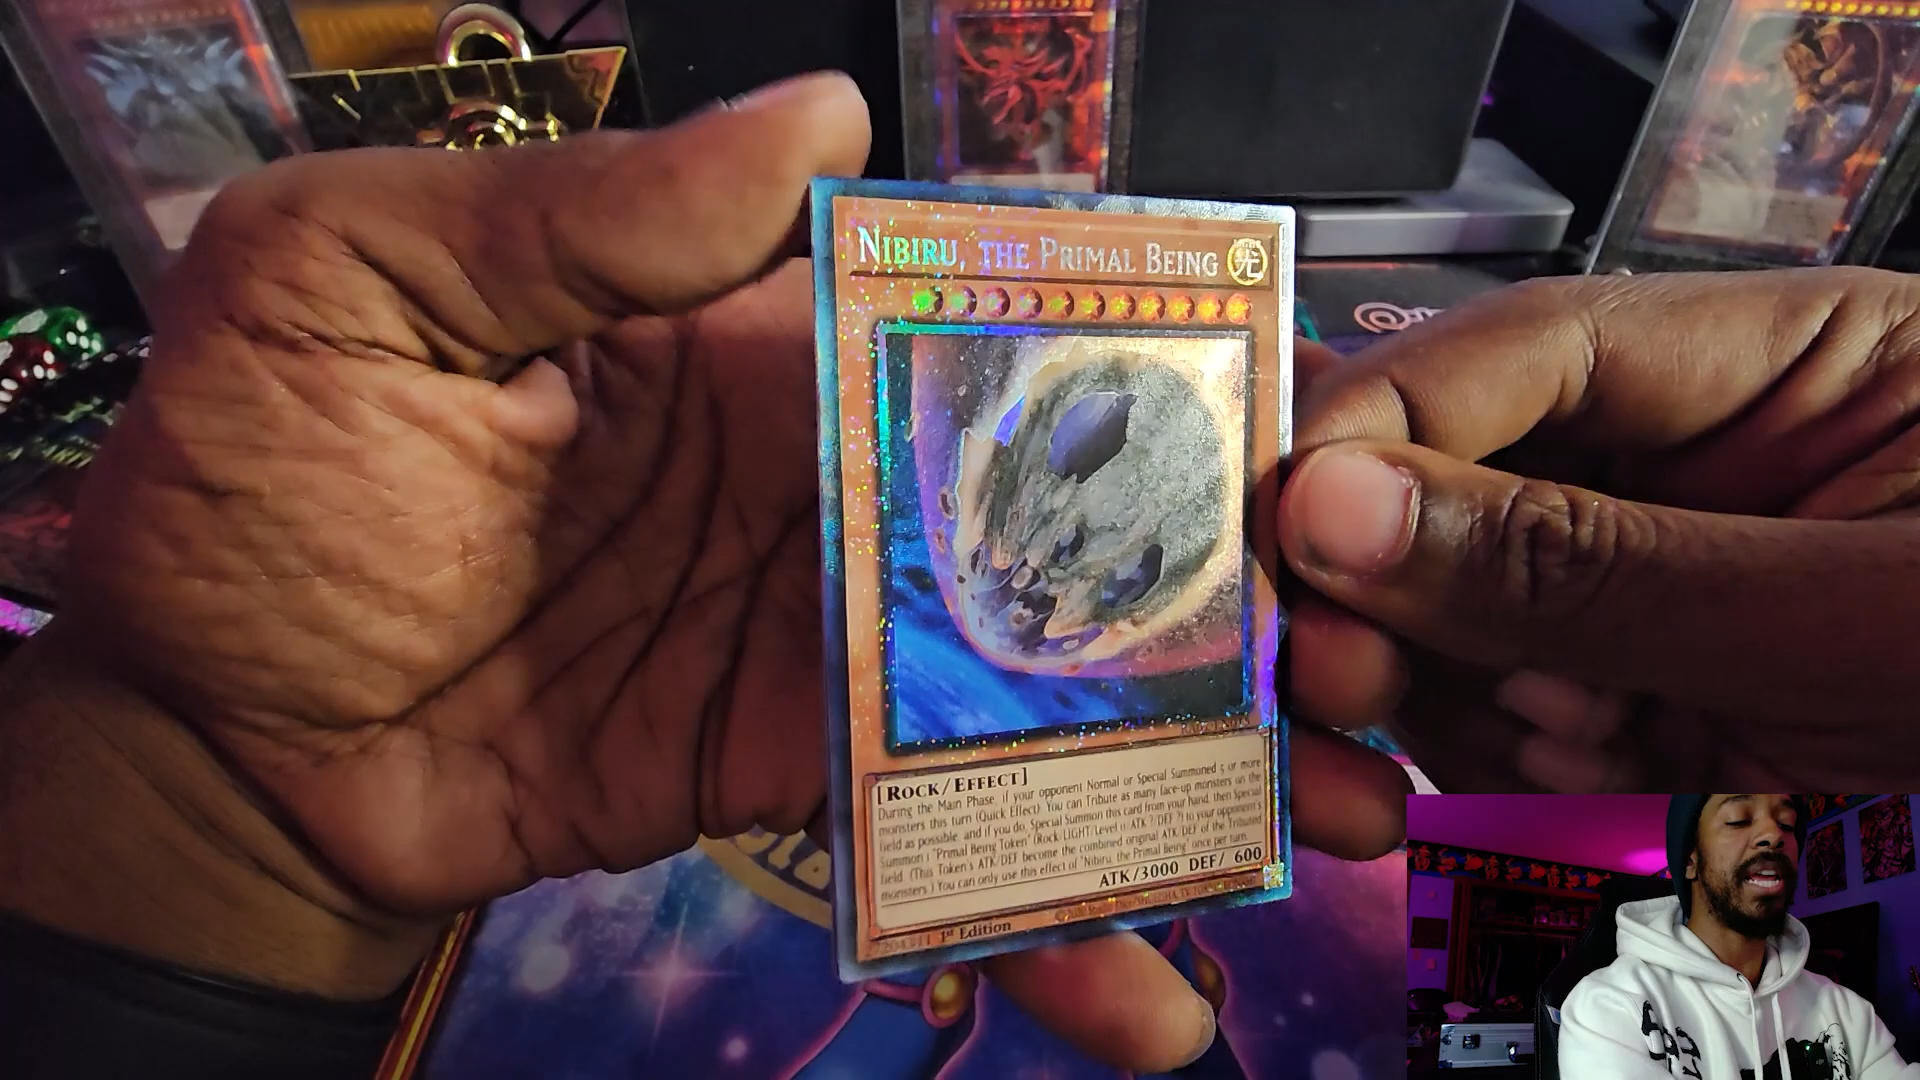 NIBIRU, THE PRIMAL BEING
光
[ROCK/EFFECT]
During the Main Phase, if your opponent Normal or Special Summoned 5 or more
monsters this turn (Quick Effect): You can Tribute as many face-up monsters on the
field as possible, and if you do, Special Summon this card from your hand, then Special
Summon 1 "Primal Being Token" (Rock/LIGHT/Level 11/ATK ?/DEF ?) to your opponent's
field. (This Token's ATK/DEF become the combined original ATK/DEF of the Tributed
monsters.) You can only use this effect of "Nibiru, the Primal Being" once per turn.
ATK/3000 DEF/ 600
1st Edition